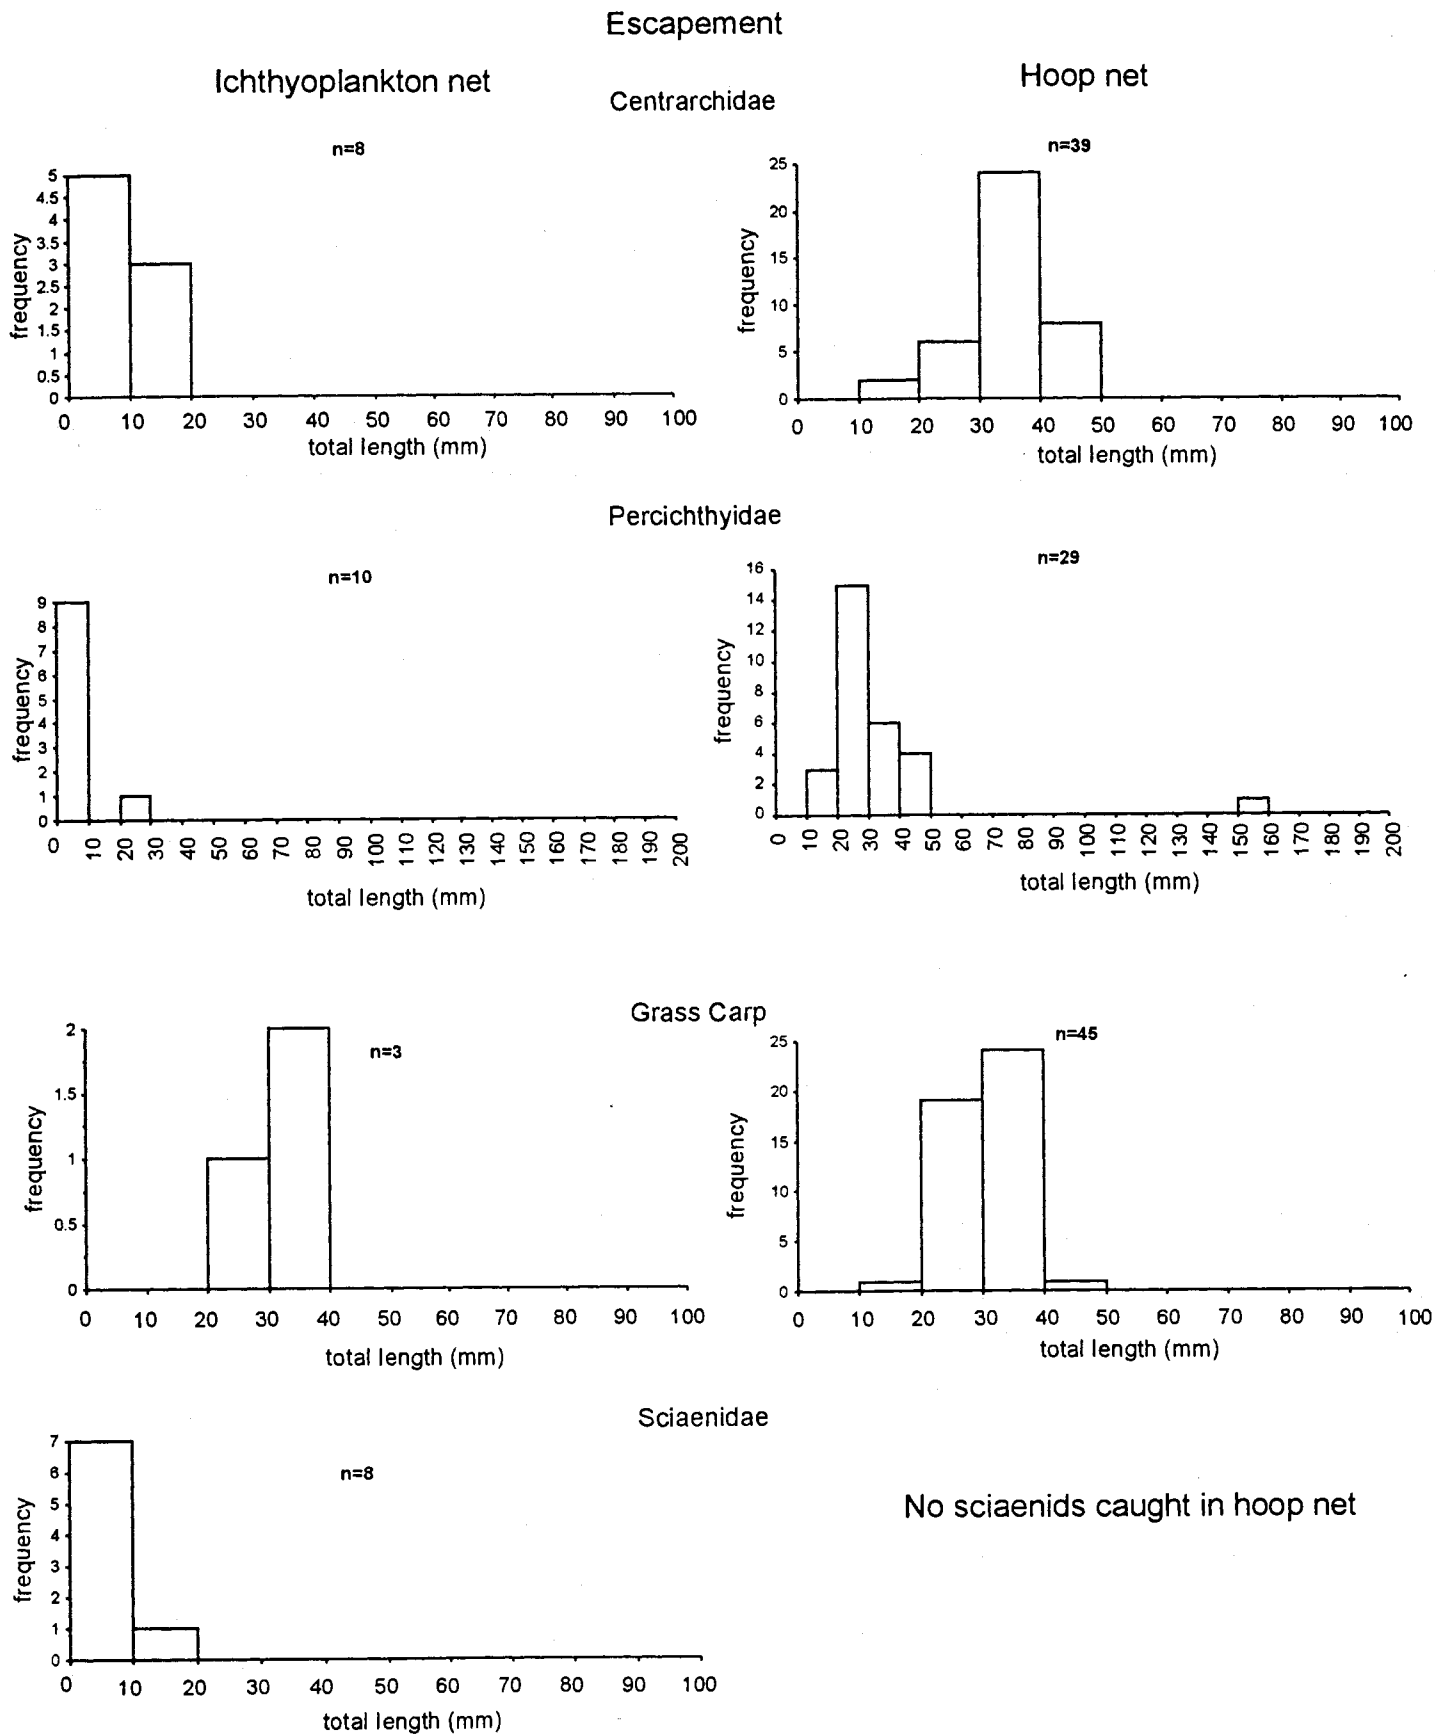 Escapement
Ichthyoplankton net
Hoop net
Centrarchidae
n=8
5
4.5
4
3.5
3
2.5
2
1.5
1
0.5
0
frequency
0 10 20 30 40 50 60 70 80 90 100
total length (mm)
n=39
25
20
15
10
5
0
frequency
0 10 20 30 40 50 60 70 80 90 100
total length (mm)
Percichthyidae
n=10
9
8
7
6
5
4
3
2
1
0
frequency
0 10 20 30 40 50 60 70 80 90 100 110 120 130 140 150 160 170 180 190 200
total length (mm)
n=29
16
14
12
10
8
6
4
2
0
frequency
0 10 20 30 40 50 60 70 80 90 100 110 120 130 140 150 160 170 180 190 200
total length (mm)
Grass Carp
n=3
2
1.5
1
0.5
0
frequency
0 10 20 30 40 50 60 70 80 90 100
total length (mm)
n=45
25
20
15
10
5
0
frequency
0 10 20 30 40 50 60 70 80 90 100
total length (mm)
Sciaenidae
n=8
7
6
5
4
3
2
1
0
frequency
0 10 20 30 40 50 60 70 80 90 100
total length (mm)
No sciaenids caught in hoop net